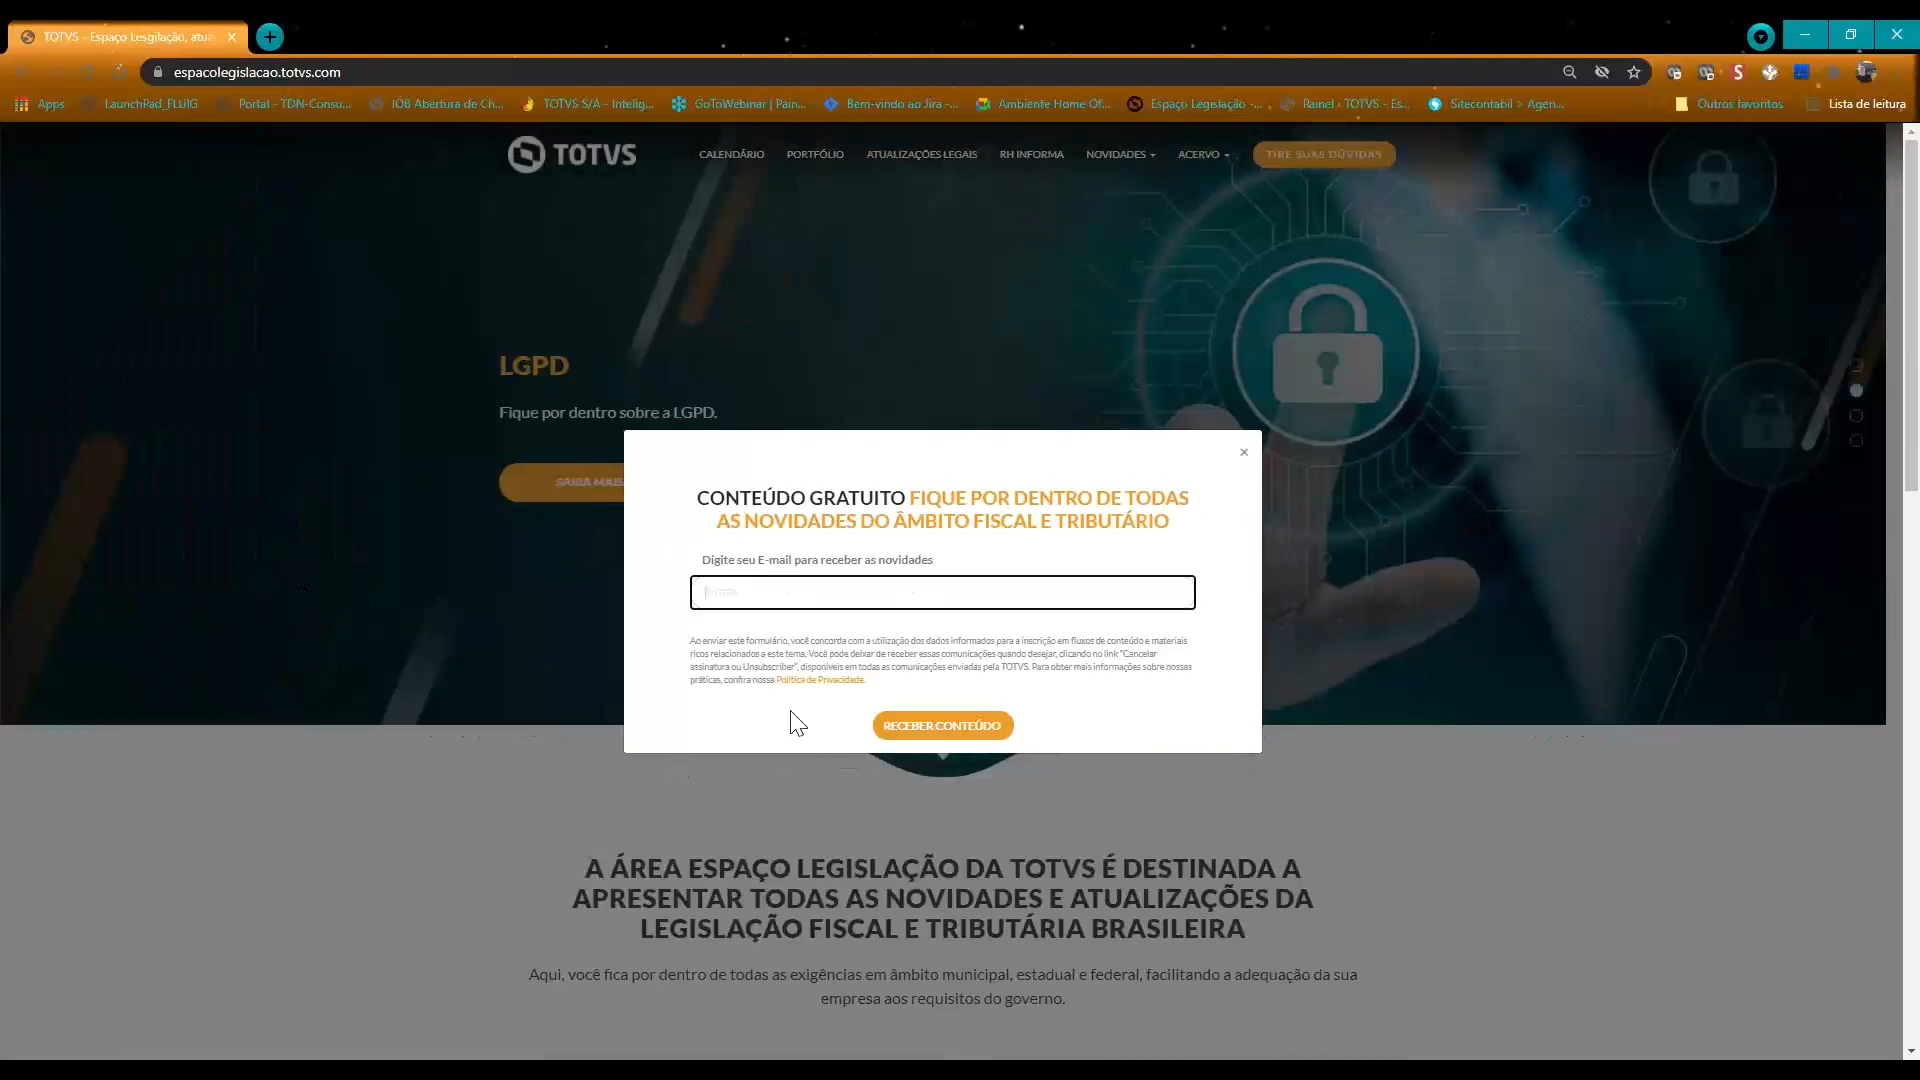 TOTVS - Espaço Lesgilação, atua
espacolegislacao.totvs.com
Apps
LaunchPad_FLUIG
Portal - TDN-Consu...
IOB Abertura de Ch...
TOTVS S/A - Intelig...
GoToWebinar | Pain...
Bem-vindo ao Jira -...
Ambiente Home Of...
Espaço Legislação -...
Painel ‹ TOTVS - Es...
Sitecontabil > Agen...
Outros favoritos
Lista de leitura
TOTVS
CALENDÁRIO
PORTFÓLIO
ATUALIZAÇÕES LEGAIS
RH INFORMA
NOVIDADES
ACERVO
TIRE SUAS DÚVIDAS
LGPD
Fique por dentro sobre a LGPD.
SAIBA MAIS
×
CONTEÚDO GRATUITO FIQUE POR DENTRO DE TODAS
AS NOVIDADES DO ÂMBITO FISCAL E TRIBUTÁRIO
Digite seu E-mail para receber as novidades
Ao enviar este formulário, você concorda com a utilização dos dados informados para a inscrição em fluxos de conteúdo e materiais
ricos relacionados a este tema. Você pode deixar de receber essas comunicações quando desejar, clicando no link "Cancelar
assinatura ou Unsubscriber", disponíveis em todas as comunicações enviadas pela TOTVS. Para obter mais informações sobre nossas
práticas, confira nossa Política de Privacidade.
RECEBER CONTEÚDO
A ÁREA ESPAÇO LEGISLAÇÃO DA TOTVS É DESTINADA A
APRESENTAR TODAS AS NOVIDADES E ATUALIZAÇÕES DA
LEGISLAÇÃO FISCAL E TRIBUTÁRIA BRASILEIRA
Aqui, você fica por dentro de todas as exigências em âmbito municipal, estadual e federal, facilitando a adequação da sua
empresa aos requisitos do governo.